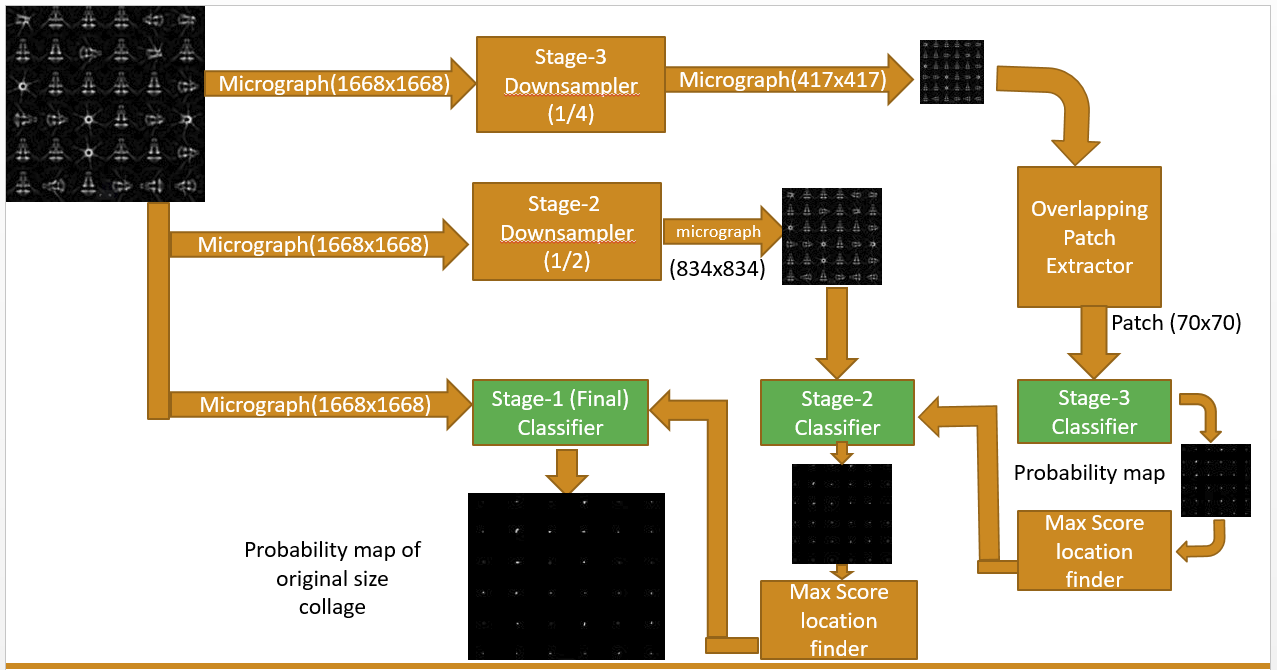 Micrograph(1668x1668)
Stage-3
Downsampler
(1/4)
Micrograph(417x417)
Overlapping
Patch
Extractor
Patch (70x70)
Micrograph(1668x1668)
Stage-2
Downsampler
(1/2)
micrograph
(834x834)
Micrograph(1668x1668)
Stage-1 (Final)
Classifier
Stage-2
Classifier
Stage-3
Classifier
Probability map
Max Score
location
finder
Max Score
location
finder
Probability map of
original size
collage